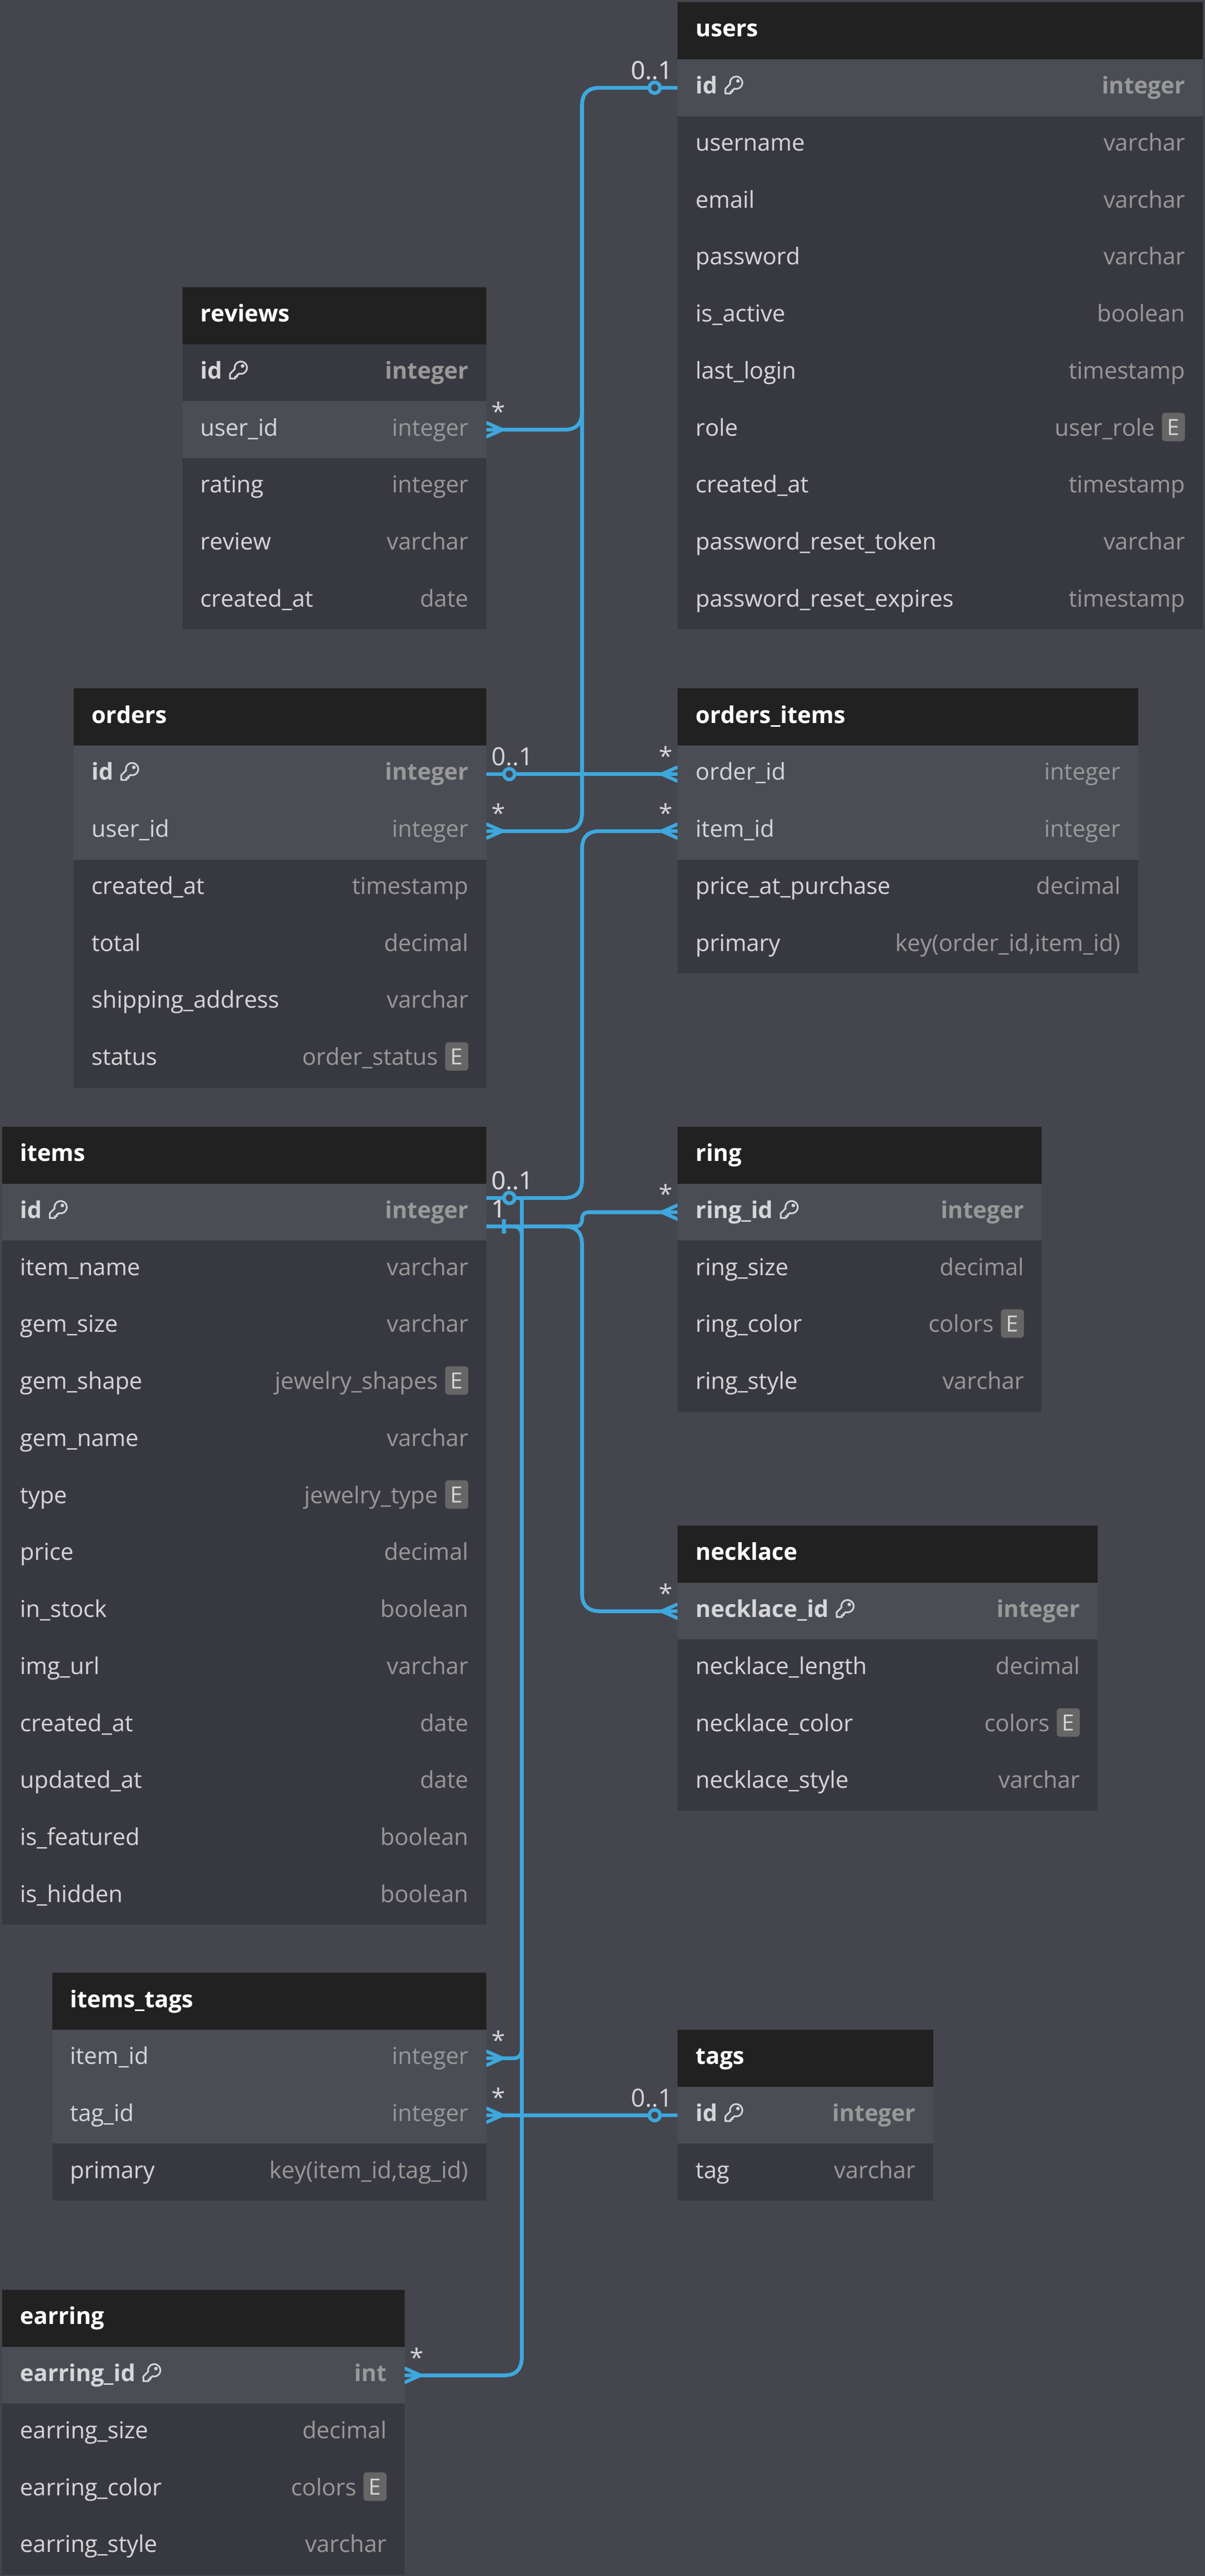 users
0..1
id integer
username varchar
email varchar
password varchar
is_active boolean
last_login timestamp
role user_role E
created_at timestamp
password_reset_token varchar
password_reset_expires timestamp
reviews
id integer
*
user_id integer
rating integer
review varchar
created_at date
orders
id integer
0..1
*
user_id integer
created_at timestamp
total decimal
shipping_address varchar
status order_status E
orders_items
*
order_id integer
*
item_id integer
price_at_purchase decimal
primary key(order_id,item_id)
items
0..1
id integer
1
item_name varchar
gem_size varchar
gem_shape jewelry_shapes E
gem_name varchar
type jewelry_type E
price decimal
in_stock boolean
img_url varchar
created_at date
updated_at date
is_featured boolean
is_hidden boolean
ring
*
ring_id integer
ring_size decimal
ring_color colors E
ring_style varchar
necklace
*
necklace_id integer
necklace_length decimal
necklace_color colors E
necklace_style varchar
items_tags
*
item_id integer
*
tag_id integer
primary key(item_id,tag_id)
tags
0..1
id integer
tag varchar
earring
*
earring_id int
earring_size decimal
earring_color colors E
earring_style varchar